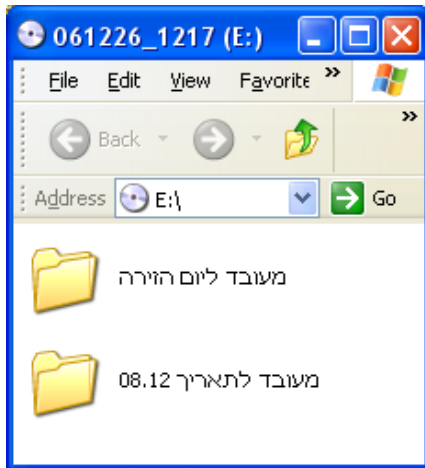 061226_1217 (E:)
File Edit View Favorite »
Back »
Address E:\ Go
מעובד ליום הזירה
מעובד לתאריך 08.12